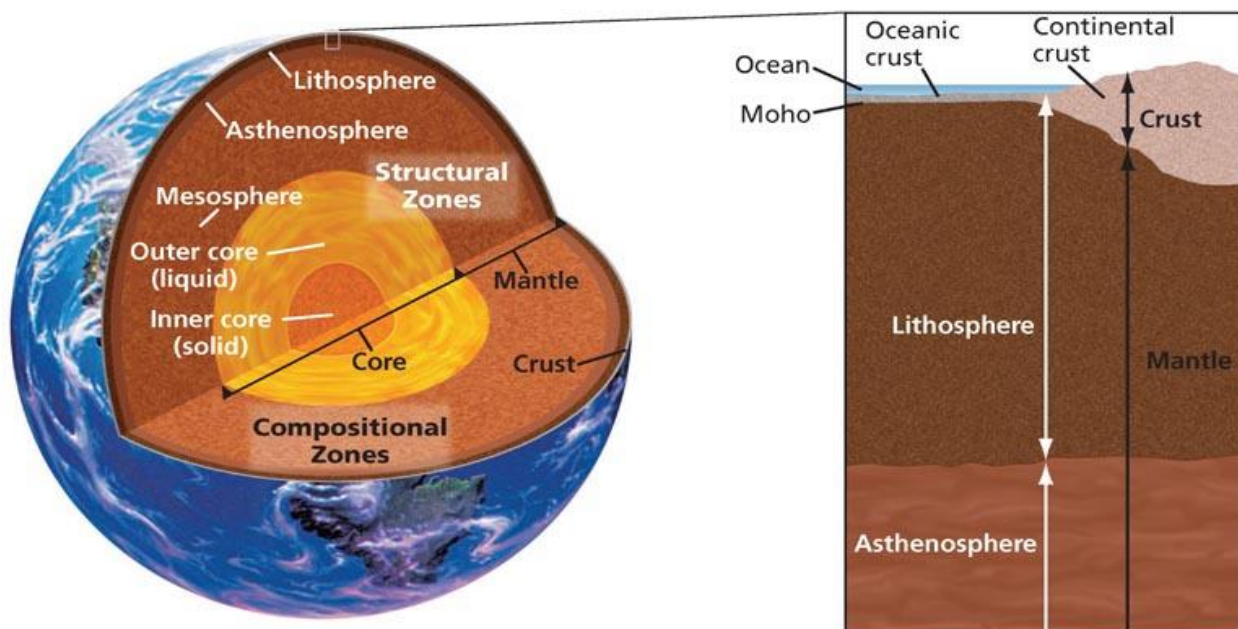 Lithosphere
Asthenosphere
Structural
Zones
Mesosphere
Outer core
(liquid)
Mantle
Inner core
(solid)
Core
Crust
Compositional
Zones
Continental
crust
Oceanic
crust
Ocean
Moho
Crust
Lithosphere
Mantle
Asthenosphere